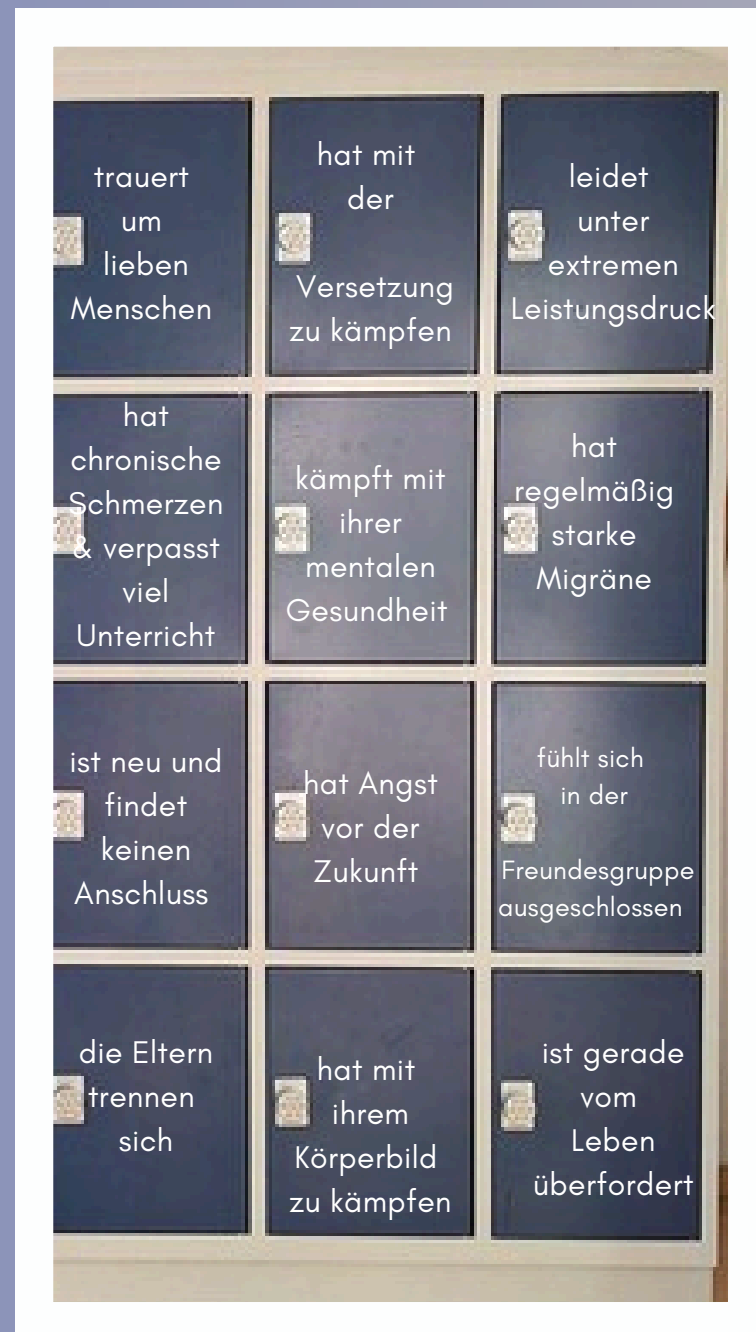 trauert
um
lieben
Menschen
hat mit
der
Versetzung
zu kämpfen
leidet
unter
extremen
Leistungsdruck
hat
chronische
Schmerzen
& verpasst
viel
Unterricht
kämpft mit
ihrer
mentalen
Gesundheit
hat
regelmäßig
starke
Migräne
ist neu und
findet
keinen
Anschluss
hat Angst
vor der
Zukunft
fühlt sich
in der
Freundesgruppe
ausgeschlossen
die Eltern
trennen
sich
hat mit
ihrem
Körperbild
zu kämpfen
ist gerade
vom
Leben
überfordert